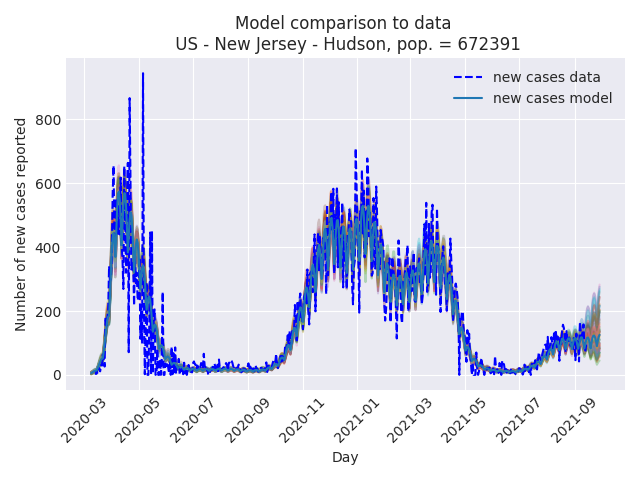 Model comparison to data
US - New Jersey - Hudson, pop. = 672391
new cases data
new cases model
Number of new cases reported
800
600
400
200
0
2020-03
2020-05
2020-07
2020-09
2020-11
2021-01
2021-03
2021-05
2021-07
2021-09
Day